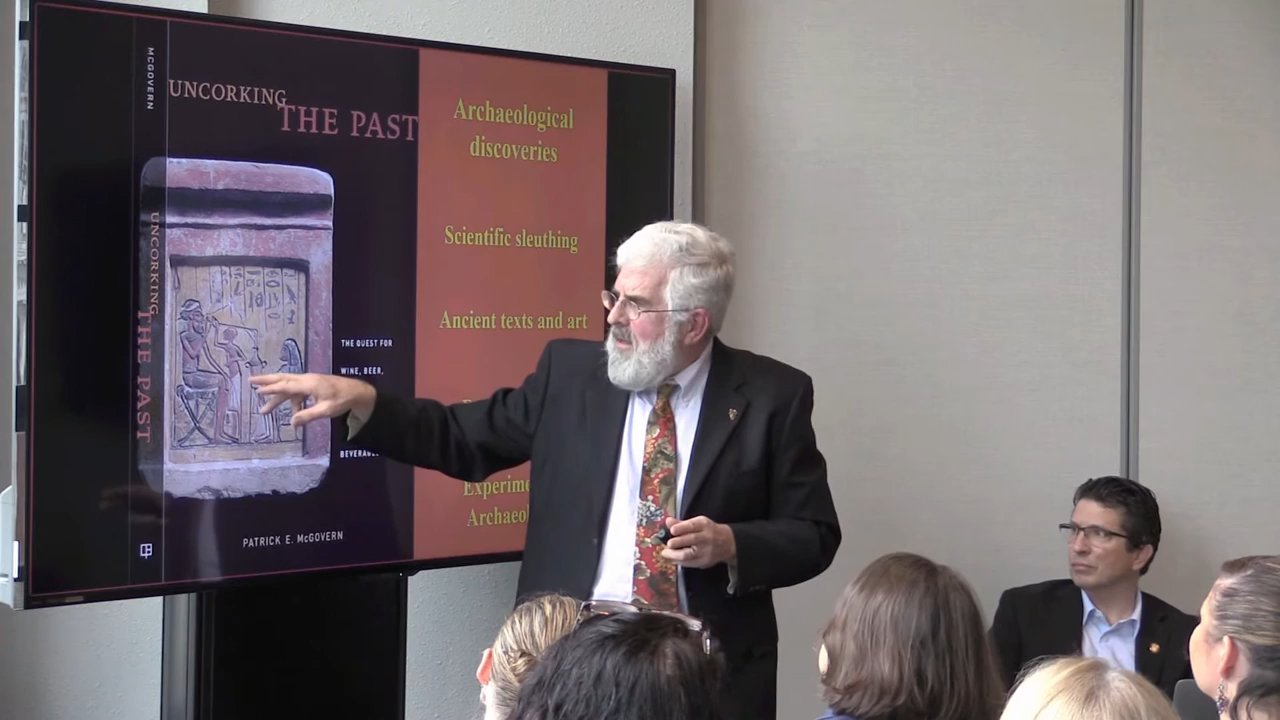 MCGOVERN
UNCORKING
THE PAST
UNCORKING
THE PAST
THE QUEST FOR
WINE, BEER,
PATRICK E. McGOVERN
Archaeological
discoveries
Scientific sleuthing
Ancient texts and art